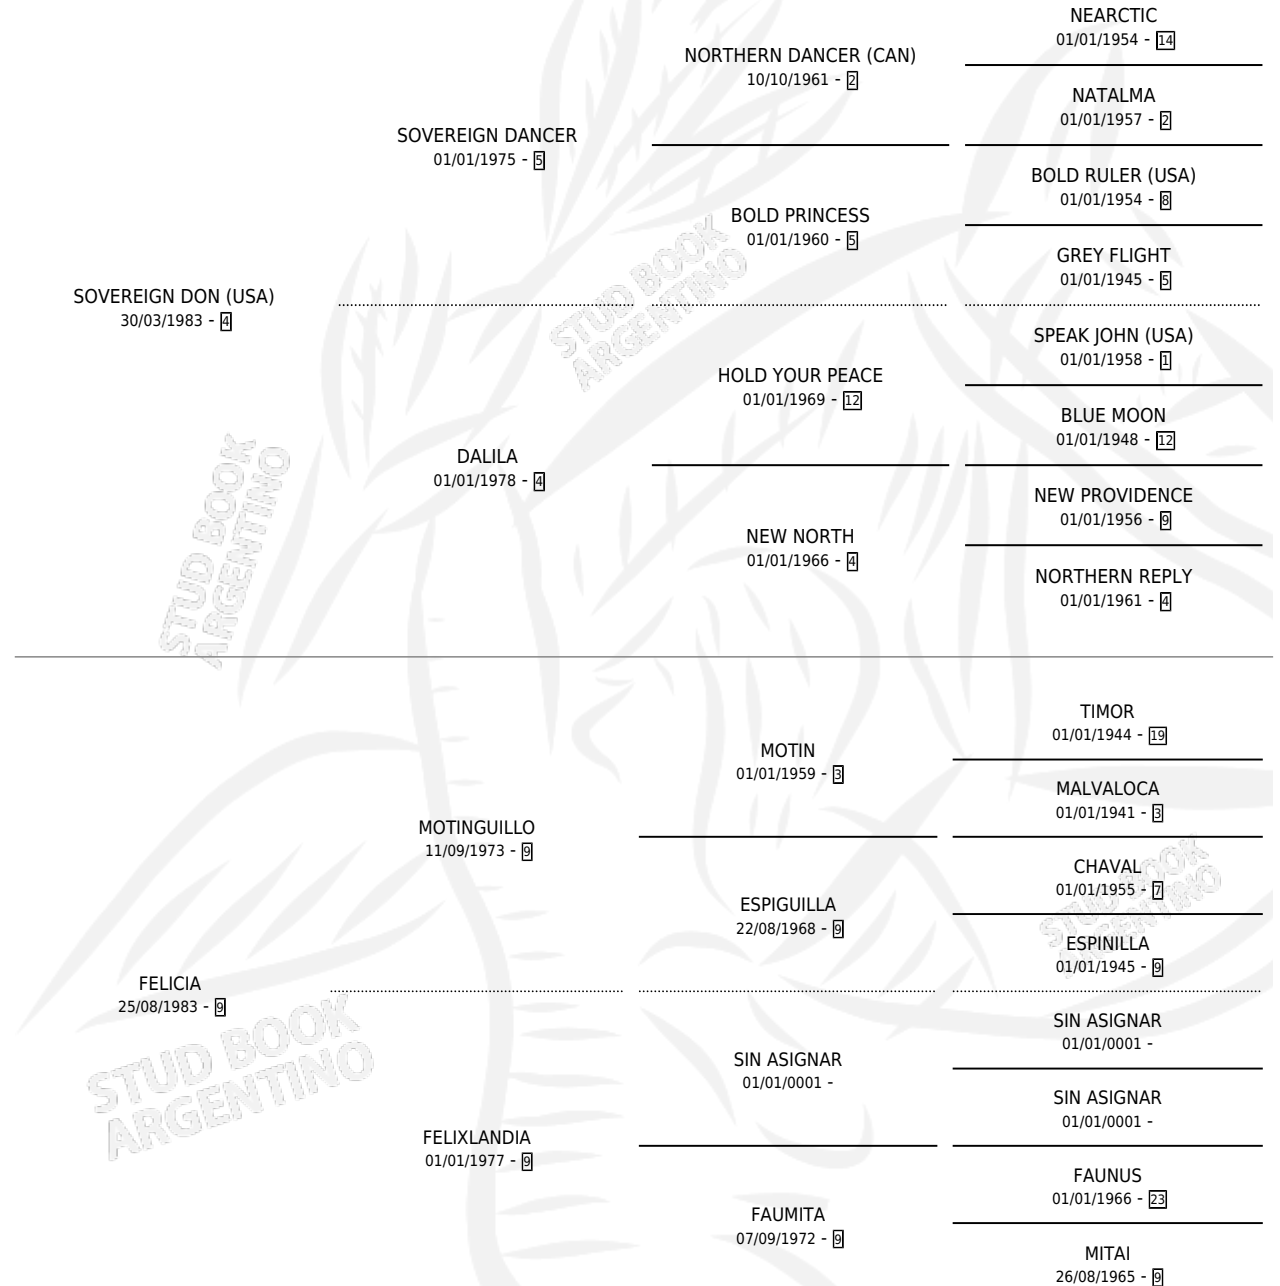 NEARCTIC
01/01/1954 - 14
NORTHERN DANCER (CAN)
10/10/1961 - 2
NATALMA
01/01/1957 - 2
SOVEREIGN DANCER
01/01/1975 - 5
BOLD RULER (USA)
01/01/1954 - 8
BOLD PRINCESS
01/01/1960 - 5
GREY FLIGHT
01/01/1945 - 5
SOVEREIGN DON (USA)
30/03/1983 - 4
SPEAK JOHN (USA)
01/01/1958 - 1
HOLD YOUR PEACE
01/01/1969 - 12
BLUE MOON
01/01/1948 - 12
DALILA
01/01/1978 - 4
NEW PROVIDENCE
01/01/1956 - 9
NEW NORTH
01/01/1966 - 4
NORTHERN REPLY
01/01/1961 - 4
STUD BOOK
ARGENTINO
STUD BOOK
ARGENTINO
TIMOR
01/01/1944 - 19
MOTIN
01/01/1959 - 3
MALVALOCA
01/01/1941 - 3
MOTINGUILLO
11/09/1973 - 9
CHAVAL
01/01/1955 - 7
ESPIGUILLA
22/08/1968 - 9
ESPINILLA
01/01/1945 - 9
STUD BOOK
ARGENTINO
FELICIA
25/08/1983 - 9
SIN ASIGNAR
01/01/0001 -
SIN ASIGNAR
01/01/0001 -
SIN ASIGNAR
01/01/0001 -
FELIXLANDIA
01/01/1977 - 9
FAUNUS
01/01/1966 - 23
FAUMITA
07/09/1972 - 9
MITAI
26/08/1965 - 9
STUD BOOK
ARGENTINO